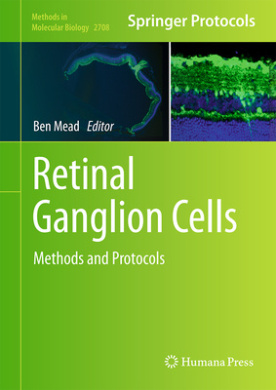 Methods in
Molecular Biology 2708
Springer Protocols
Ben Mead Editor
Retinal
Ganglion Cells
Methods and Protocols
Humana Press